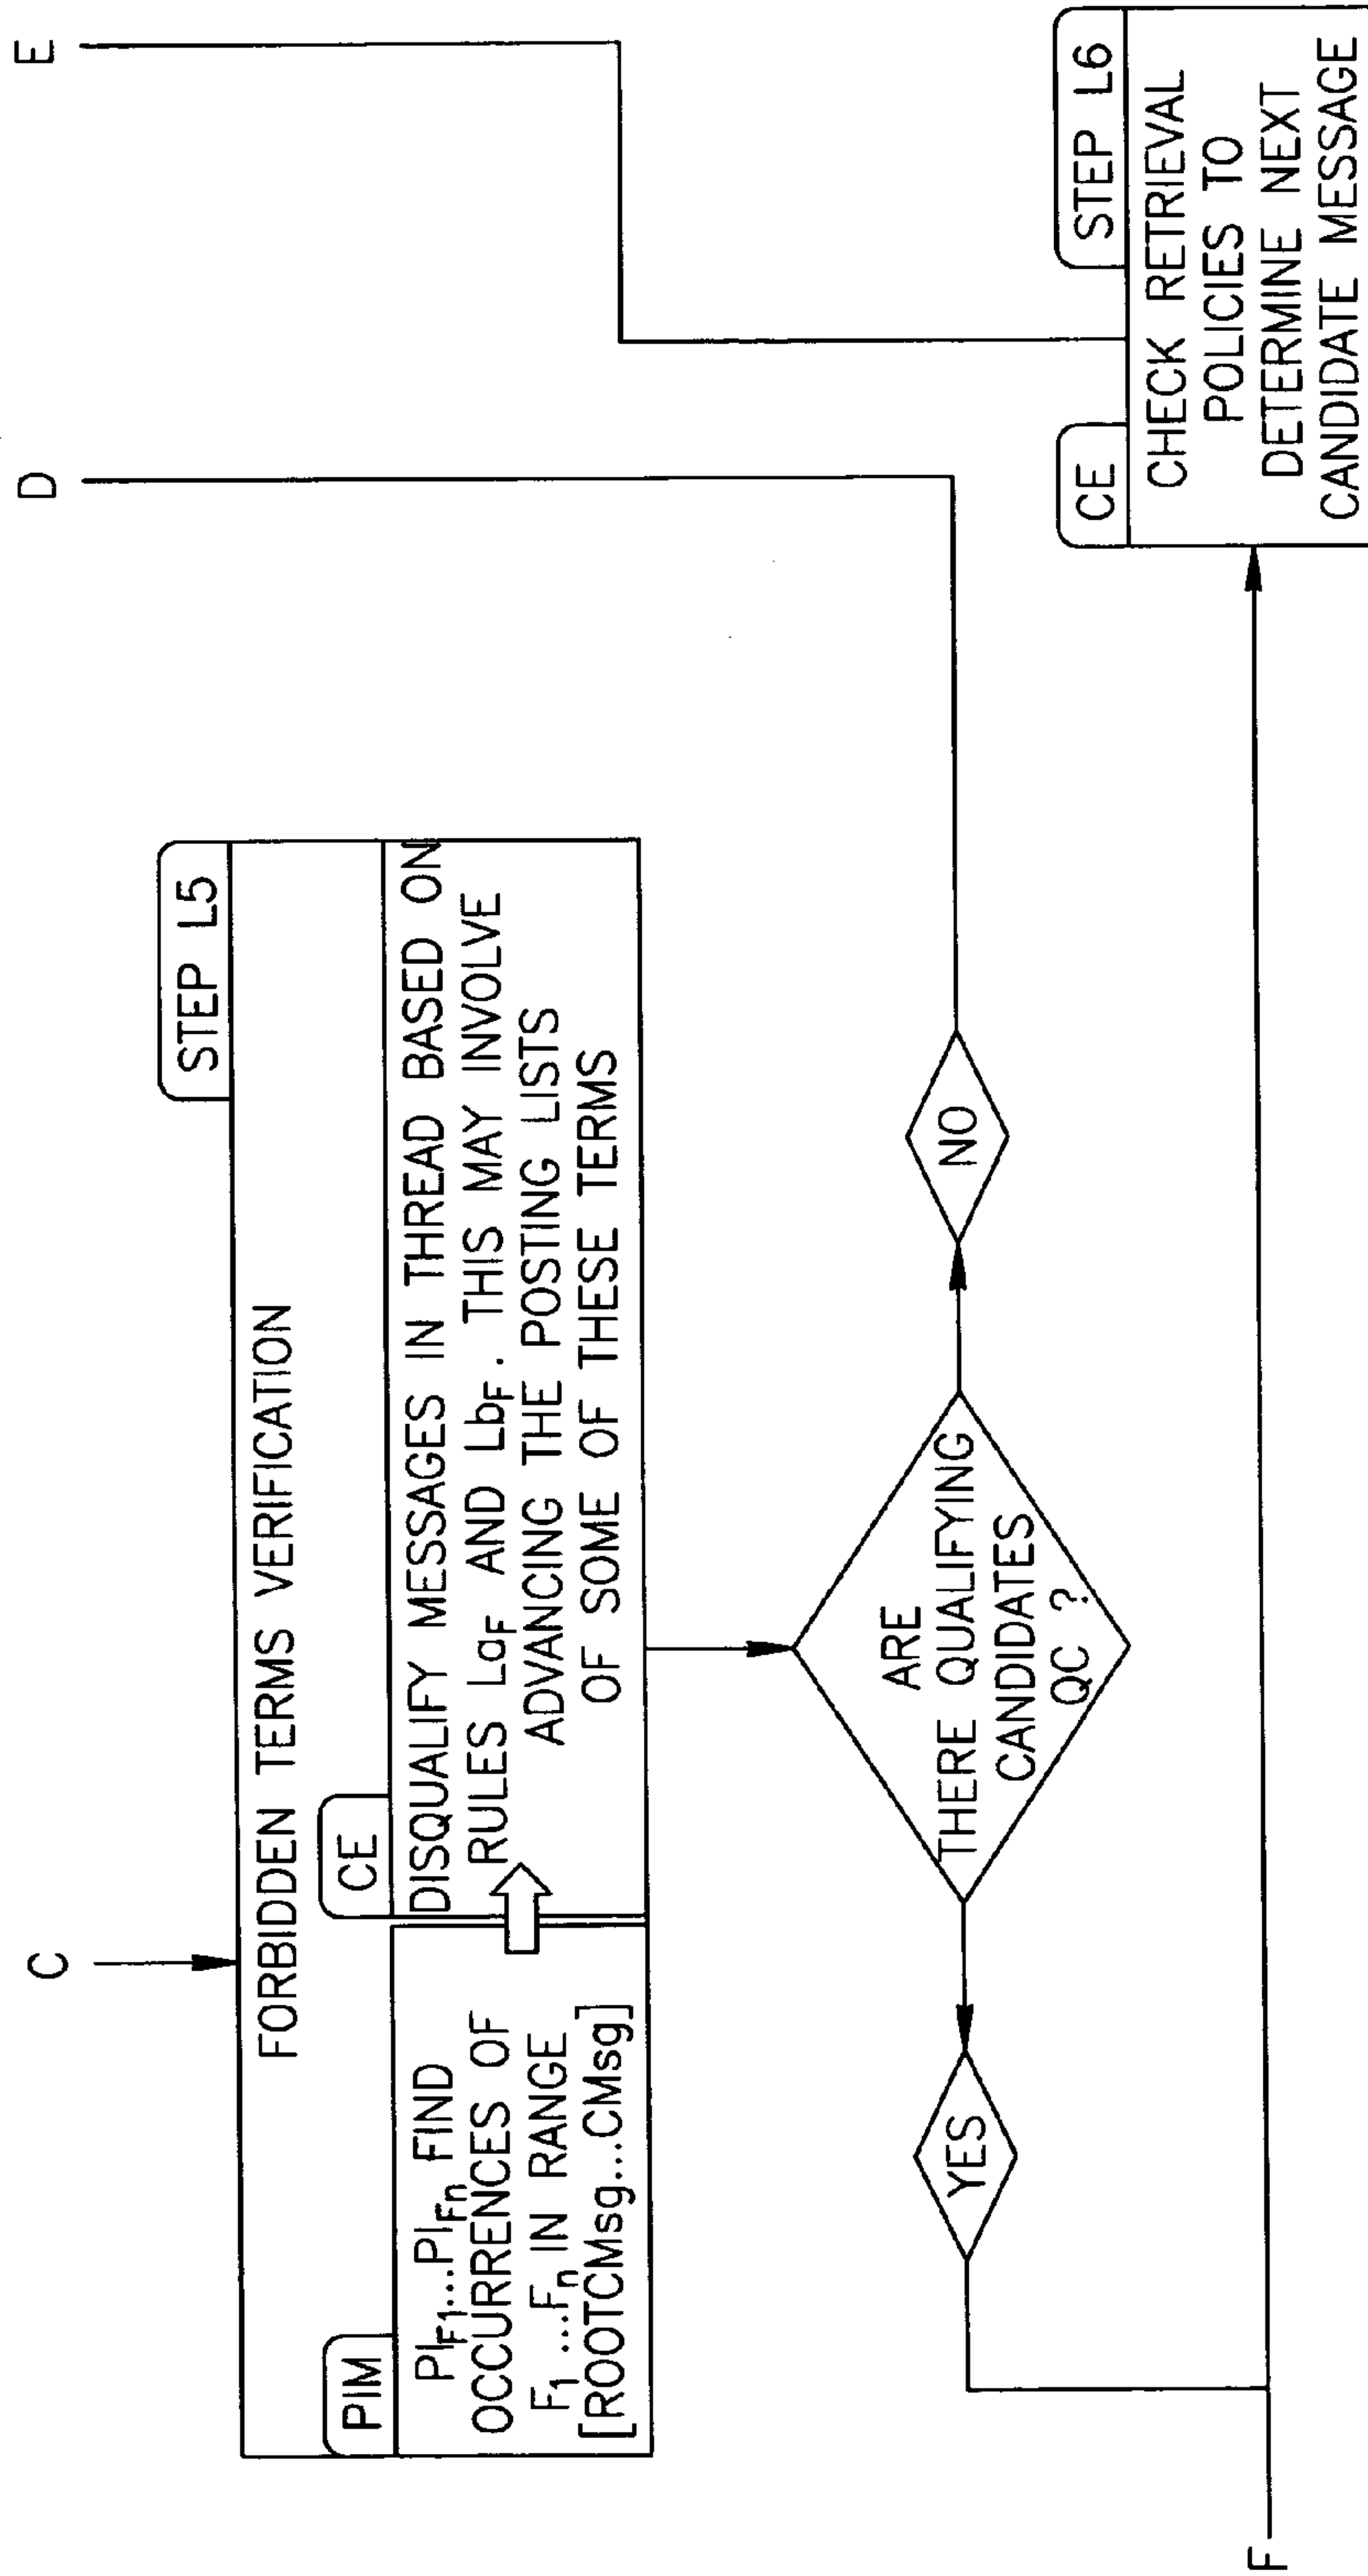 C
D
E
STEP L5
FORBIDDEN TERMS VERIFICATION
PIM
PI_F1...PI_Fn FIND
OCCURRENCES OF
F_1...F_n IN RANGE
[ROOTCMsg...CMsg]
CE
DISQUALIFY MESSAGES IN THREAD BASED ON
RULES La_F AND Lb_F. THIS MAY INVOLVE
ADVANCING THE POSTING LISTS
OF SOME OF THESE TERMS
ARE
THERE QUALIFYING
CANDIDATES
QC ?
YES
NO
F
CE
STEP L6
CHECK RETRIEVAL
POLICIES TO
DETERMINE NEXT
CANDIDATE MESSAGE